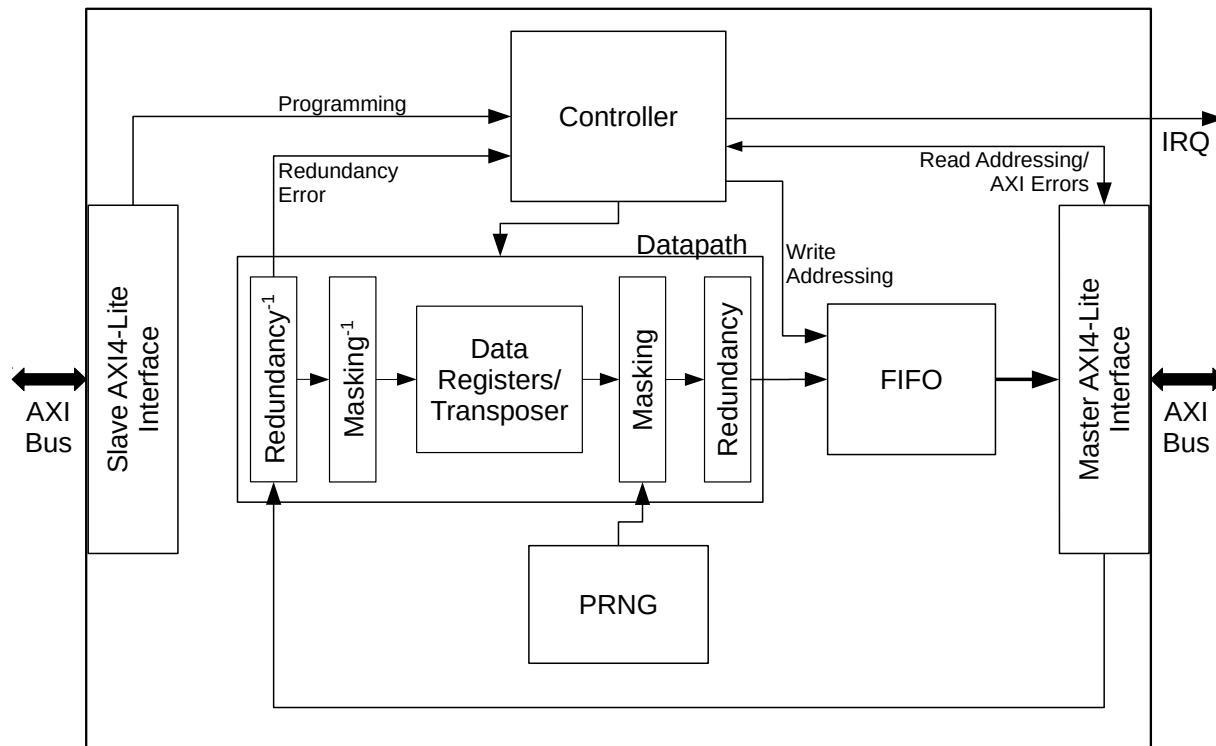 Controller
Programming
IRQ
Redundancy
Error
Read Addressing/
AXI Errors
Datapath
Write
Addressing
Slave AXI4-Lite
Interface
Redundancy-1
Masking-1
Data
Registers/
Transposer
Masking
Redundancy
FIFO
Master AXI4-Lite
Interface
AXI
Bus
AXI
Bus
PRNG